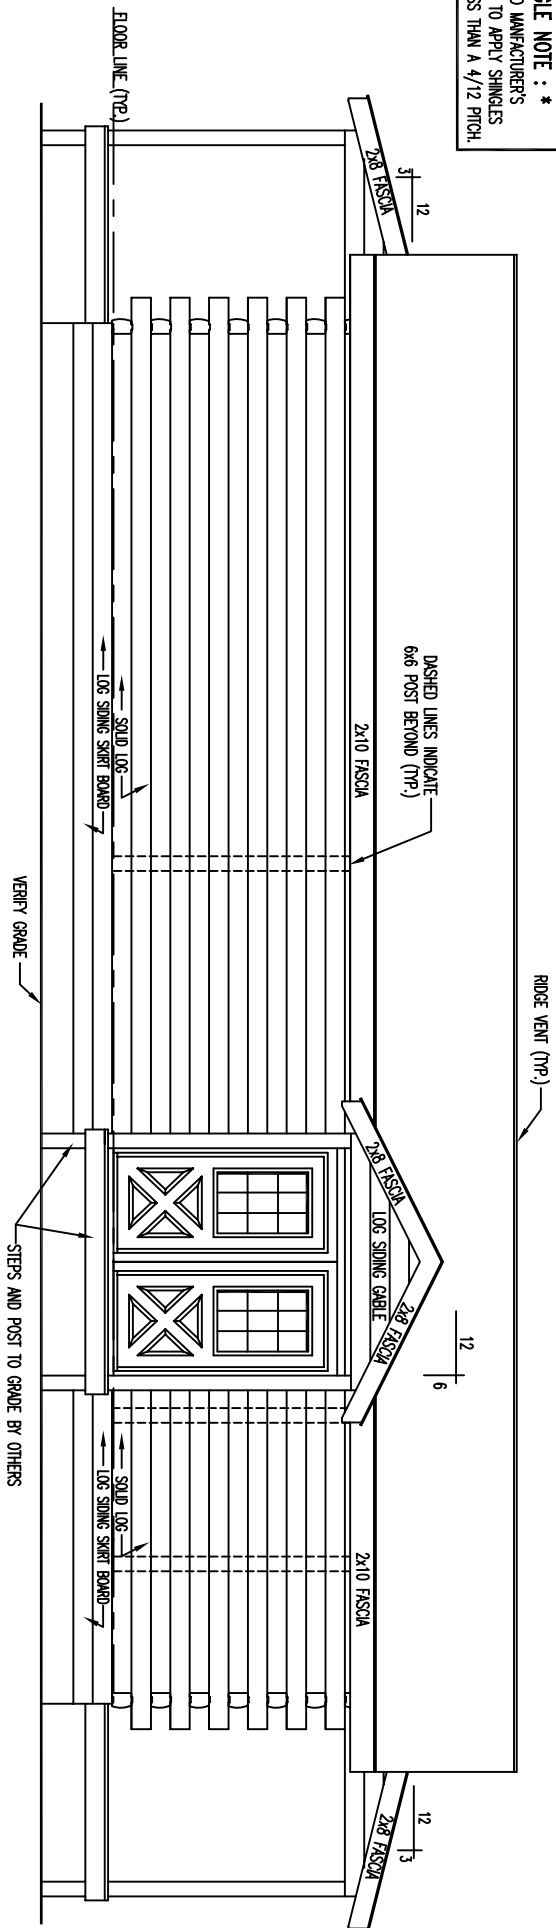 GLE NOTE : *
MANFACTURER'S
TO APPLY SHINGLES
THAN A 4/12 PITCH.
RIDGE VENT (TYP.)
12
3
2x8 FASCIA
FLOOR LINE (TYP.)
DASHED LINES INDICATE
6x6 POST BEYOND (TYP.)
2x10 FASCIA
12
6
2x8 FASCIA
2x8 FASCIA
LOG SIDING GABLE
2x10 FASCIA
12
3
2x8 FASCIA
SOLID LOG
LOG SIDING SKIRT BOARD
SOLID LOG
LOG SIDING SKIRT BOARD
VERIFY GRADE
STEPS AND POST TO GRADE BY OTHERS